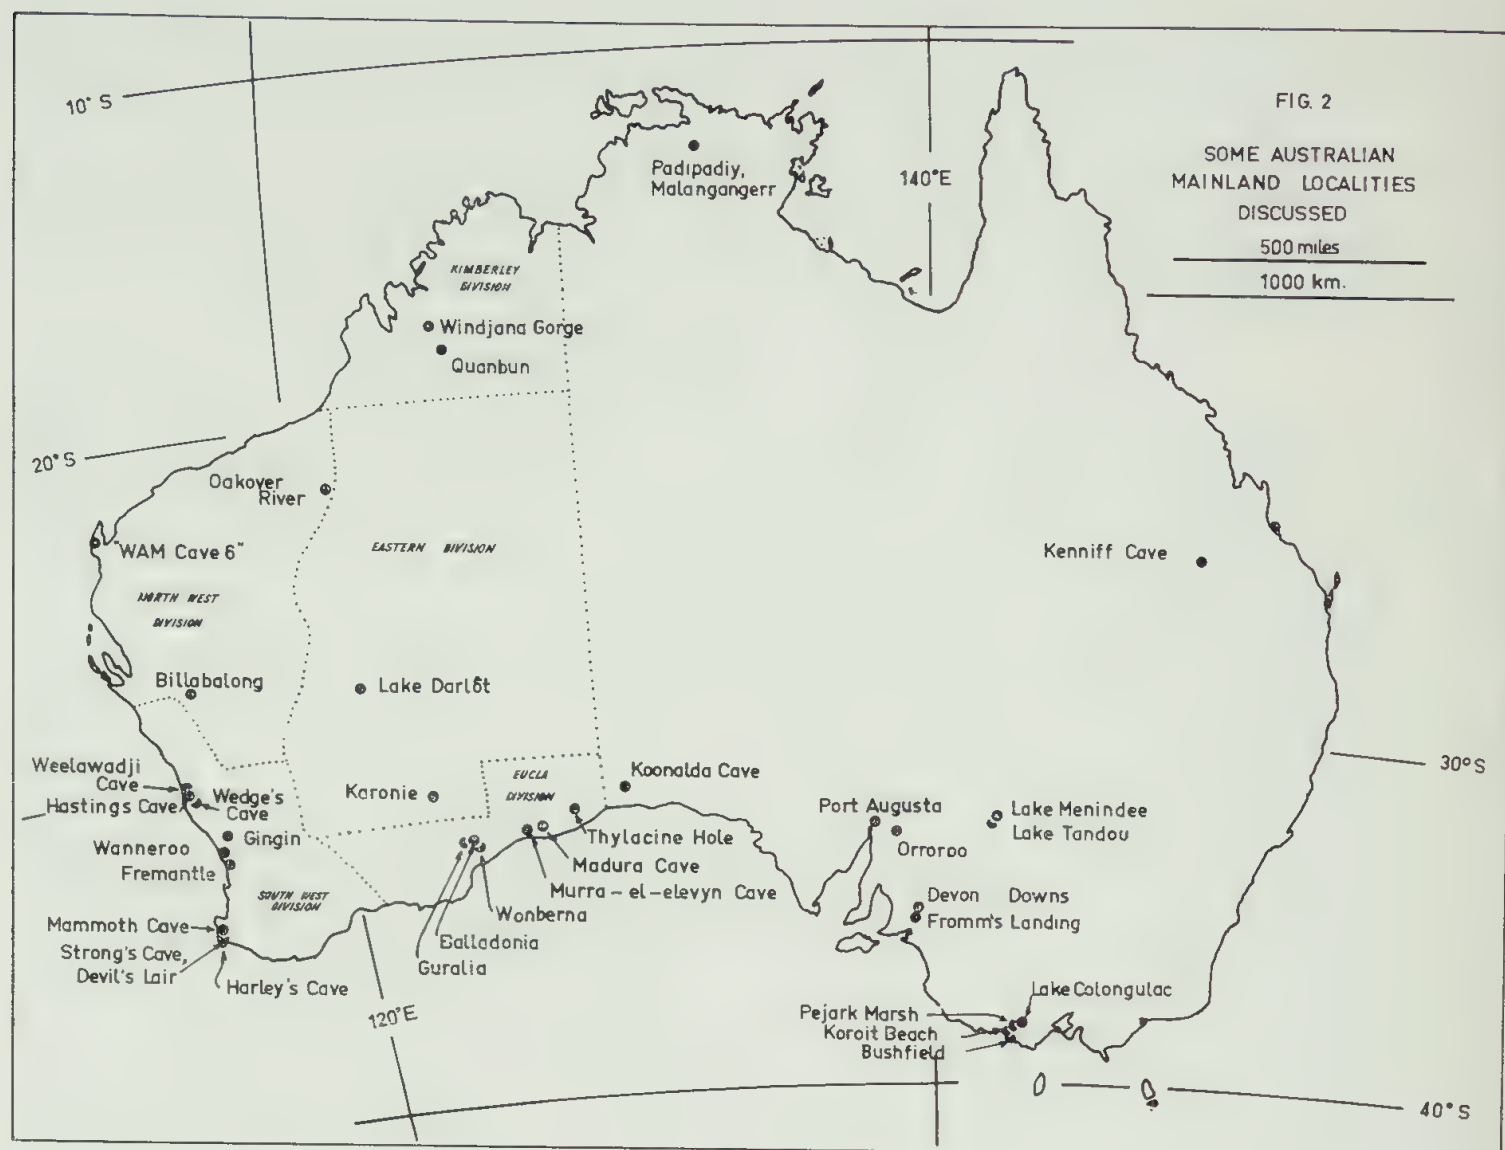 FIG. 2
SOME AUSTRALIAN
MAINLAND LOCALITIES
DISCUSSED
500 miles
1000 km.
10° S
140°E
Padipadiy,
Malangangerr
KIMBERLEY
DIVISION
Windjana Gorge
Quanbun
20° S
Oakover
River
"WAM Cave 6"
EASTERN DIVISION
Kenniff Cave
NORTH WEST
DIVISION
Billabalong
Lake Darlôt
Weelawadji
Cave
Hastings Cave
Wedge's
Cave
Karonie
EUCLA
DIVISION
Koonalda Cave
30°S
Port Augusta
Orroroo
Lake Menindee
Lake Tandou
Gingin
Wanneroo
Fremantle
Thylacine Hole
Madura Cave
Murra-el-elevyn Cave
Wonberna
Balladonia
Guralia
SOUTH WEST
DIVISION
Devon Downs
Fromm's Landing
Mammoth Cave
Strong's Cave,
Devil's Lair
Harley's Cave
120°E
Lake Colongulac
Pejark Marsh
Koroit Beach
Bushfield
40°S